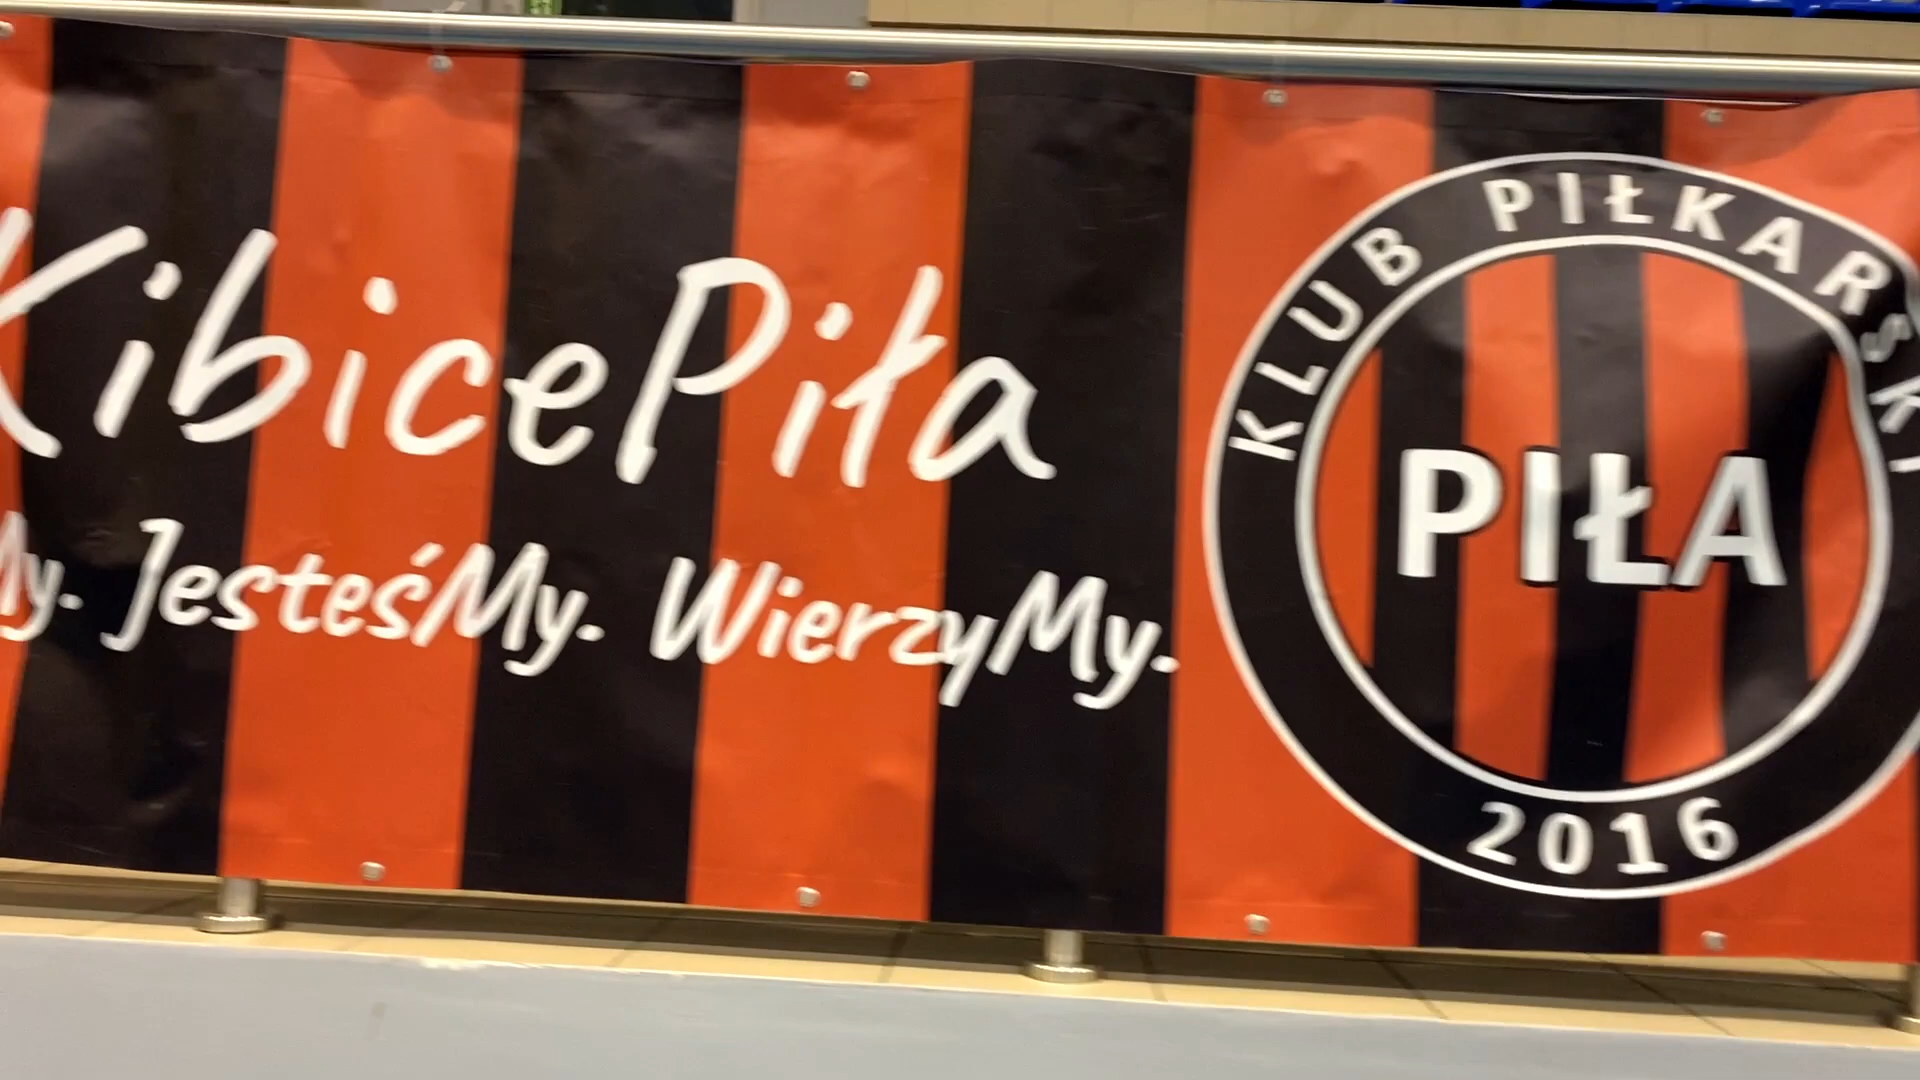 KibicePiła
My. JesteśMy. WierzyMy.
KLUB PIŁKARSKI
PIŁA
2016